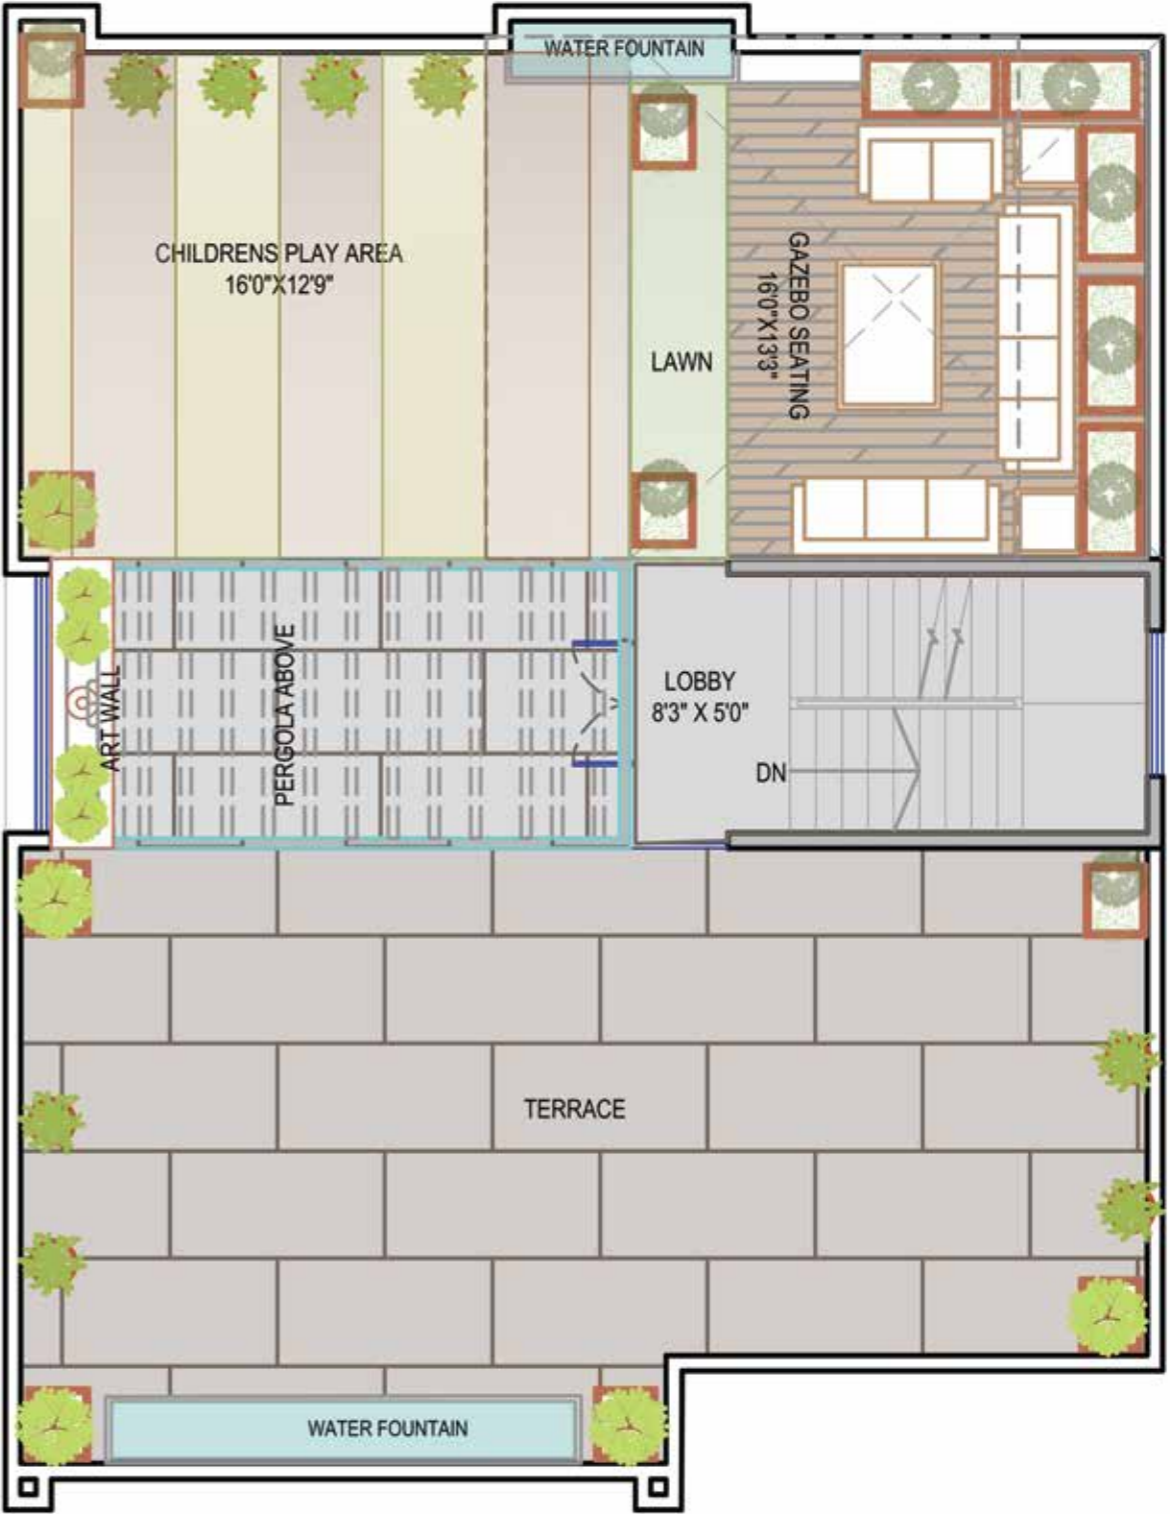 WATER FOUNTAIN
CHILDRENS PLAY AREA
16'0"X12'9"
GAZEBO SEATING
16'0"X13'3"
LAWN
ART WALL
PERGOLA ABOVE
LOBBY
8'3" X 5'0"
DN
TERRACE
WATER FOUNTAIN